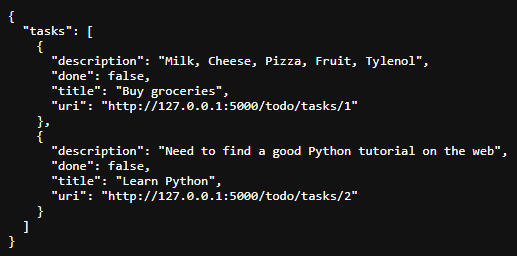 {
  "tasks": [
    {
      "description": "Milk, Cheese, Pizza, Fruit, Tylenol",
      "done": false,
      "title": "Buy groceries",
      "uri": "http://127.0.0.1:5000/todo/tasks/1"
    },
    {
      "description": "Need to find a good Python tutorial on the web",
      "done": false,
      "title": "Learn Python",
      "uri": "http://127.0.0.1:5000/todo/tasks/2"
    }
  ]
}